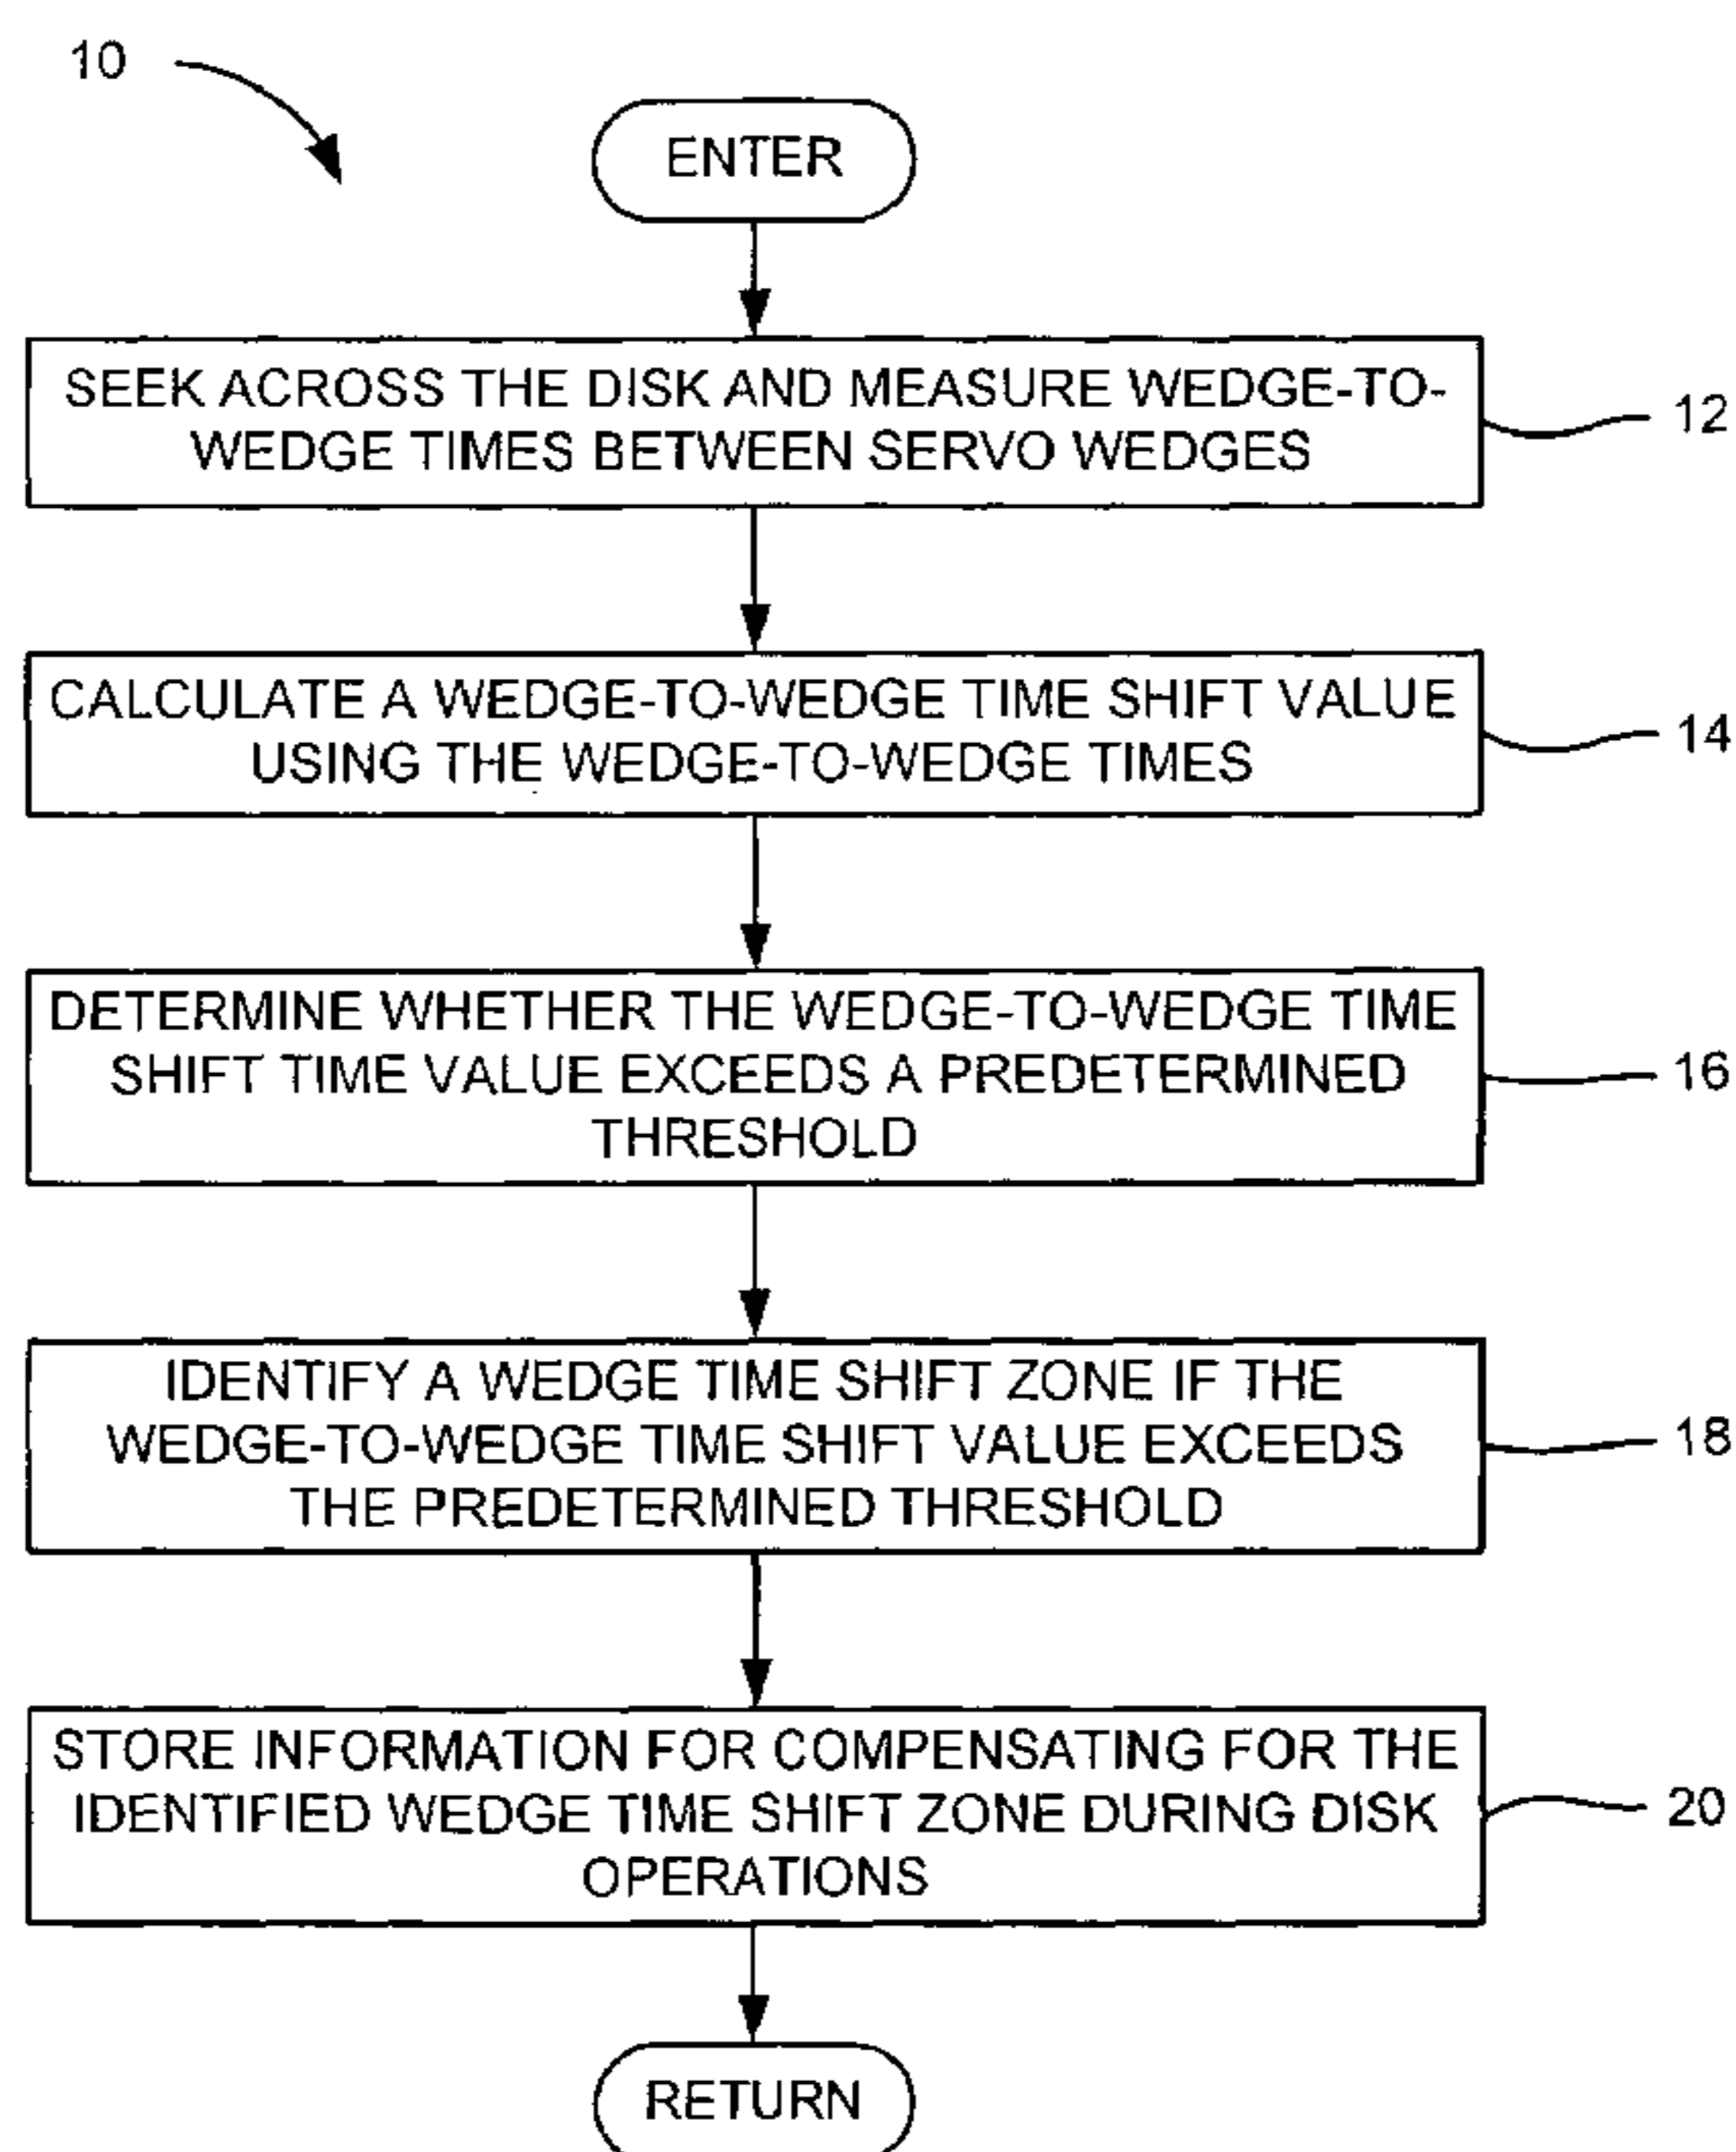 10
ENTER
SEEK ACROSS THE DISK AND MEASURE WEDGE-TO-
WEDGE TIMES BETWEEN SERVO WEDGES
12
CALCULATE A WEDGE-TO-WEDGE TIME SHIFT VALUE
USING THE WEDGE-TO-WEDGE TIMES
14
DETERMINE WHETHER THE WEDGE-TO-WEDGE TIME
SHIFT TIME VALUE EXCEEDS A PREDETERMINED
THRESHOLD
16
IDENTIFY A WEDGE TIME SHIFT ZONE IF THE
WEDGE-TO-WEDGE TIME SHIFT VALUE EXCEEDS
THE PREDETERMINED THRESHOLD
18
STORE INFORMATION FOR COMPENSATING FOR THE
IDENTIFIED WEDGE TIME SHIFT ZONE DURING DISK
OPERATIONS
20
RETURN